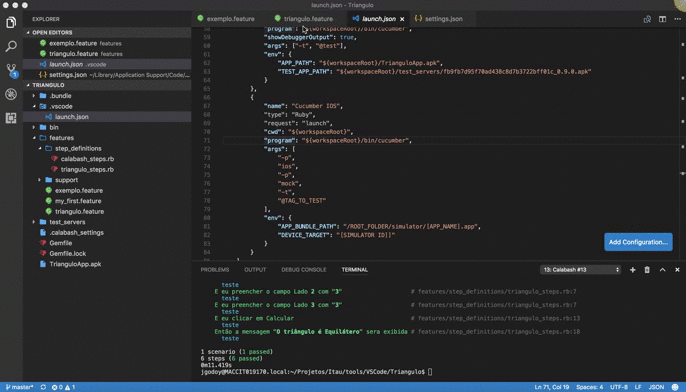 launch.json — Triangulo
EXPLORER
OPEN EDITORS
exemplo.feature features
triangulo.feature features
launch.json .vscode
settings.json ~/Library/Application Support/Code/...
TRIANGULO
.bundle
.vscode
launch.json
bin
features
step_definitions
calabash_steps.rb
triangulo_steps.rb
support
exemplo.feature
my_first.feature
triangulo.feature
test_servers
.calabash_settings
Gemfile
Gemfile.lock
TrianguloApp.apk
exemplo.feature
triangulo.feature
launch.json
settings.json
58 "program": "${workspaceRoot}/bin/cucumber",
59 "showDebuggerOutput": true,
60 "args": ["-t", "@test"],
61 "env": {
62 "APP_PATH": "${workspaceRoot}/TrianguloApp.apk",
63 "TEST_APP_PATH": "${workspaceRoot}/test_servers/fb9fb7d95f70ad438c8d7b3722bff01c_0.9.0.apk"
64 }
65 },
66 {
67 "name": "Cucumber IOS",
68 "type": "Ruby",
69 "request": "launch",
70 "cwd": "${workspaceRoot}",
71 "program": "${workspaceRoot}/bin/cucumber",
72 "args": [
73 "-p",
74 "ios",
75 "-p",
76 "mock",
77 "-t",
78 "@TAG_TO_TEST"
79 ],
80 "env": {
81 "APP_BUNDLE_PATH": "/ROOT_FOLDER/simulator/[APP_NAME].app",
82 "DEVICE_TARGET": "[SIMULATOR ID]]"
83 }
84 }
Add Configuration...
PROBLEMS OUTPUT DEBUG CONSOLE TERMINAL
13: Calabash #13
teste
E eu preencher o campo Lado 2 com "3" # features/step_definitions/triangulo_steps.rb:7
teste
E eu preencher o campo Lado 3 com "3" # features/step_definitions/triangulo_steps.rb:7
teste
E eu clicar em Calcular # features/step_definitions/triangulo_steps.rb:13
teste
Então a mensagem "O triângulo é Equilátero" sera exibida # features/step_definitions/triangulo_steps.rb:18
teste
1 scenario (1 passed)
6 steps (6 passed)
0m11.419s
jgodoy@MACCIT019170.local:~/Projetos/Itau/tools/VSCode/Triangulo$
master* 0 1
Ln 71, Col 19 Spaces: 4 UTF-8 LF JSON